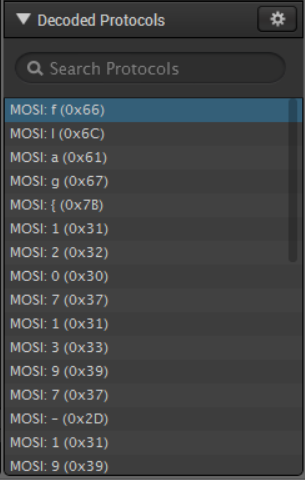 ▼ Decoded Protocols
Search Protocols
MOSI: f (0x66)
MOSI: l (0x6C)
MOSI: a (0x61)
MOSI: g (0x67)
MOSI: { (0x7B)
MOSI: 1 (0x31)
MOSI: 2 (0x32)
MOSI: 0 (0x30)
MOSI: 7 (0x37)
MOSI: 1 (0x31)
MOSI: 3 (0x33)
MOSI: 9 (0x39)
MOSI: 7 (0x37)
MOSI: - (0x2D)
MOSI: 1 (0x31)
MOSI: 9 (0x39)